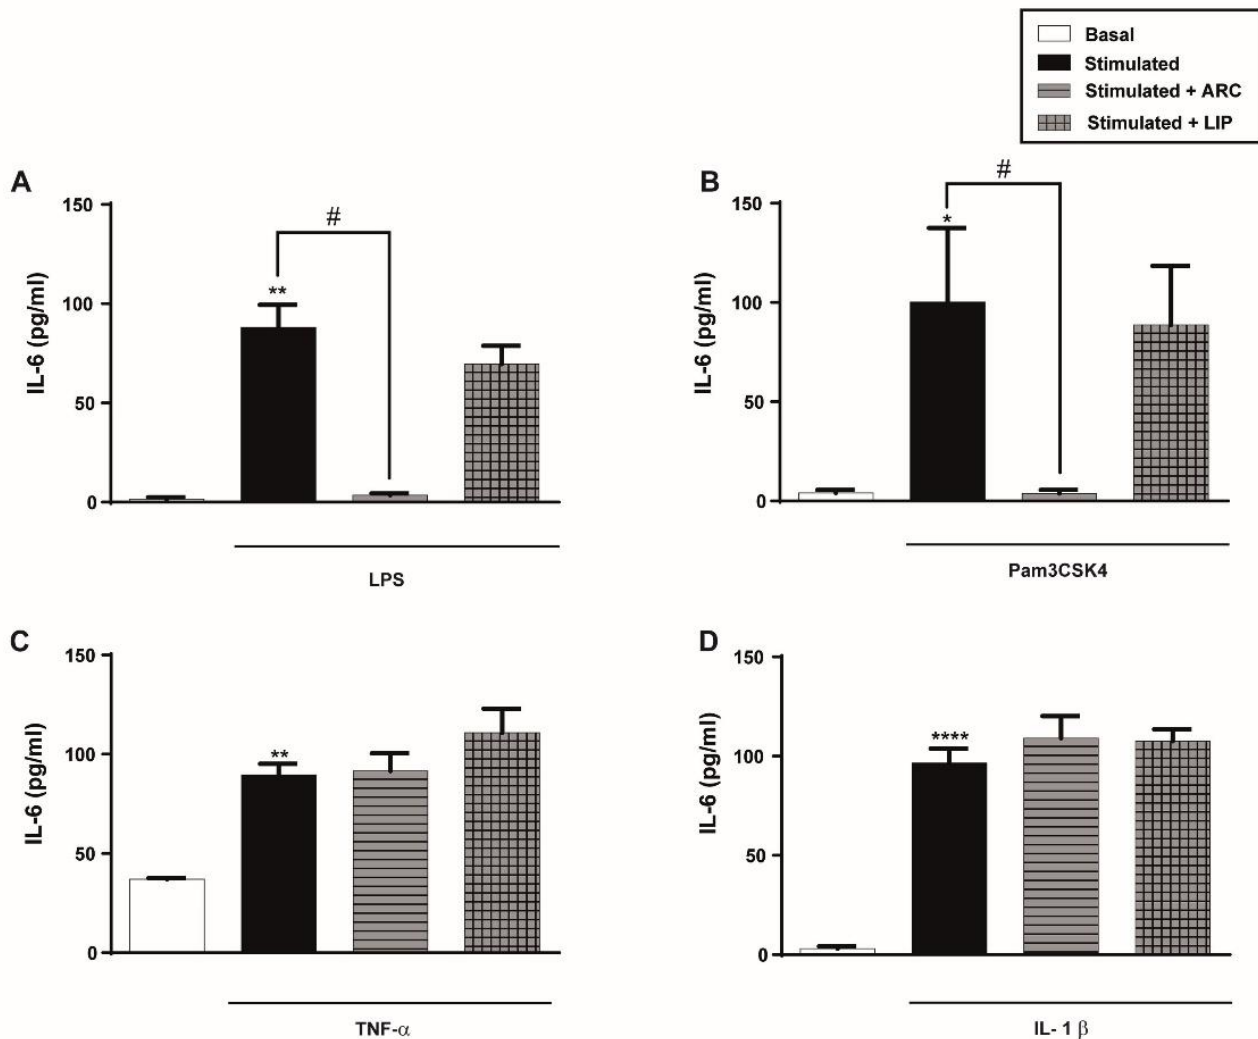 Basal
Stimulated
Stimulated + ARC
Stimulated + LIP
A
150
100
50
0
IL-6 (pg/ml)
#
**
LPS
B
150
100
50
0
IL-6 (pg/ml)
#
*
Pam3CSK4
C
150
100
50
0
IL-6 (pg/ml)
**
TNF-α
D
150
100
50
0
IL-6 (pg/ml)
****
IL- 1 β